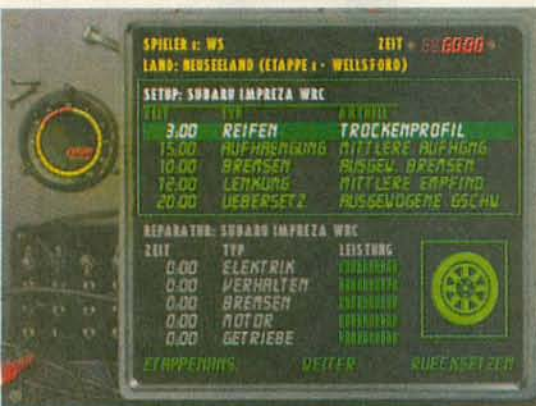 SPIELER 1: WS ZEIT 60:00
LAND: NEUSEELAND (ETAPPE 1 - WELLSFORD)
SETUP: SUBARU IMPREZA WRC
ZEIT TYP AKTUELL
3.00 REIFEN TROCKENPROFIL
15.00 AUFHAENGUNG MITTLERE AUFHGNG
10.00 BREMSEN AUSGEW. BREMSEN
12.00 LENKUNG MITTLERE EMPFIND
20.00 UEBERSETZ AUSGEWOGENE GSCHW
REPARATUR: SUBARU IMPREZA WRC
ZEIT TYP LEISTUNG
0.00 ELEKTRIK
0.00 VERHALTEN
0.00 BREMSEN
0.00 MOTOR
0.00 GETRIEBE
ETAPPENANS. WEITER RUECKSETZEN